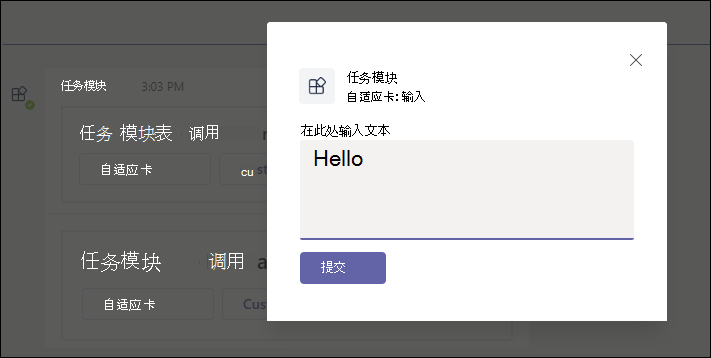 任务模块 3:03 PM
任务 模块表 调用
自适应卡 cu st
任务模块 调用 a
自适应卡 Cus
任务模块
自适应卡: 输入
在此处输入文本
Hello
提交